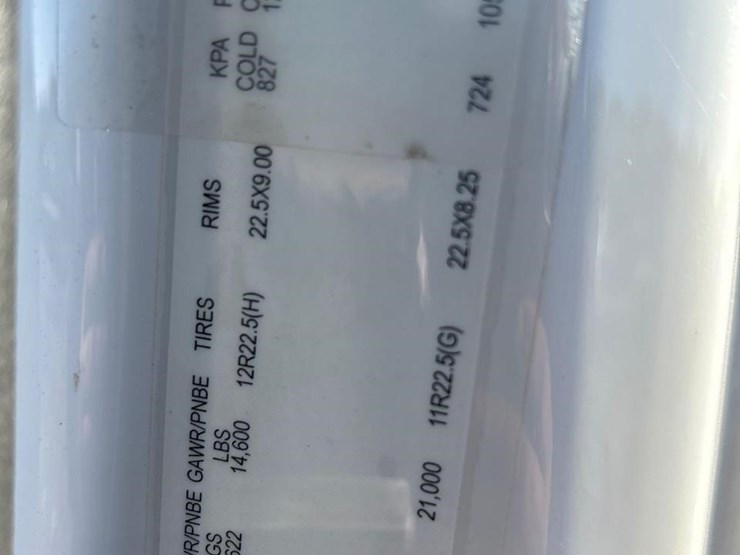 R/PNBE GAWR/PNBE TIRES RIMS KPA
GS LBS COLD
622 14,600 12R22.5(H) 22.5X9.00 827
21,000 11R22.5(G) 22.5X8.25 724 105